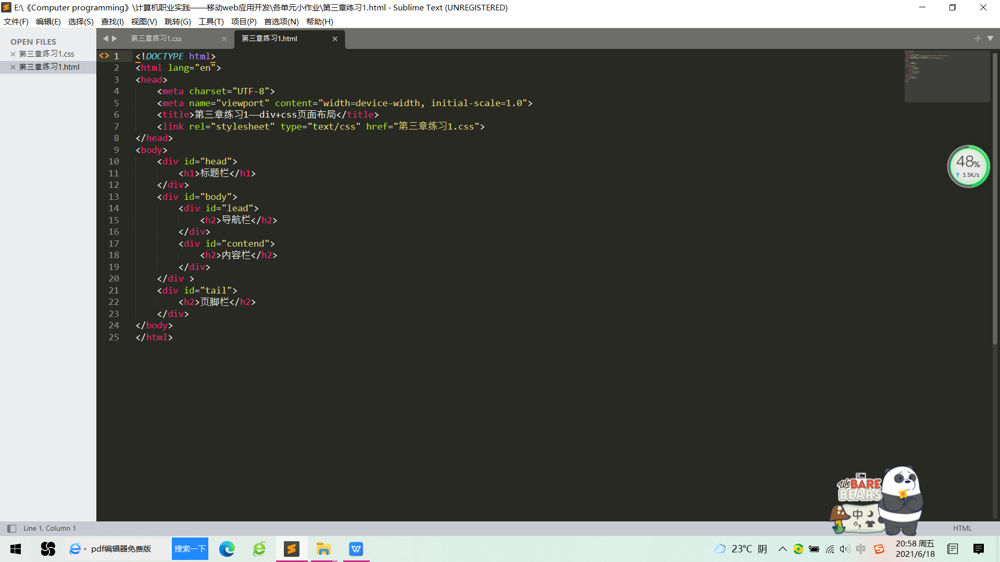 E:\《Computer programming》\计算机职业实践——移动web应用开发\各单元小作业\第三章练习1.html - Sublime Text (UNREGISTERED)
文件(F) 编辑(E) 选择(S) 查找(I) 视图(V) 跳转(G) 工具(T) 项目(P) 首选项(N) 帮助(H)
OPEN FILES
第三章练习1.css
第三章练习1.html
第三章练习1.css
第三章练习1.html
1 <!DOCTYPE html>
2 <html lang="en">
3 <head>
4 <meta charset="UTF-8">
5 <meta name="viewport" content="width=device-width, initial-scale=1.0">
6 <title>第三章练习1——div+css页面布局</title>
7 <link rel="stylesheet" type="text/css" href="第三章练习1.css">
8 </head>
9 <body>
10 <div id="head">
11 <h1>标题栏</h1>
12 </div>
13 <div id="body">
14 <div id="lead">
15 <h2>导航栏</h2>
16 </div>
17 <div id="contend">
18 <h2>内容栏</h2>
19 </div>
20 </div >
21 <div id="tail">
22 <h2>页脚栏</h2>
23 </div>
24 </body>
25 </html>
48%
3.5K/s
CN
We BARE
BEARS
中
Line 1, Column 1
HTML
pdf编辑器免费版
搜索一下
23°C 阴
中
20:58 周五
2021/6/18